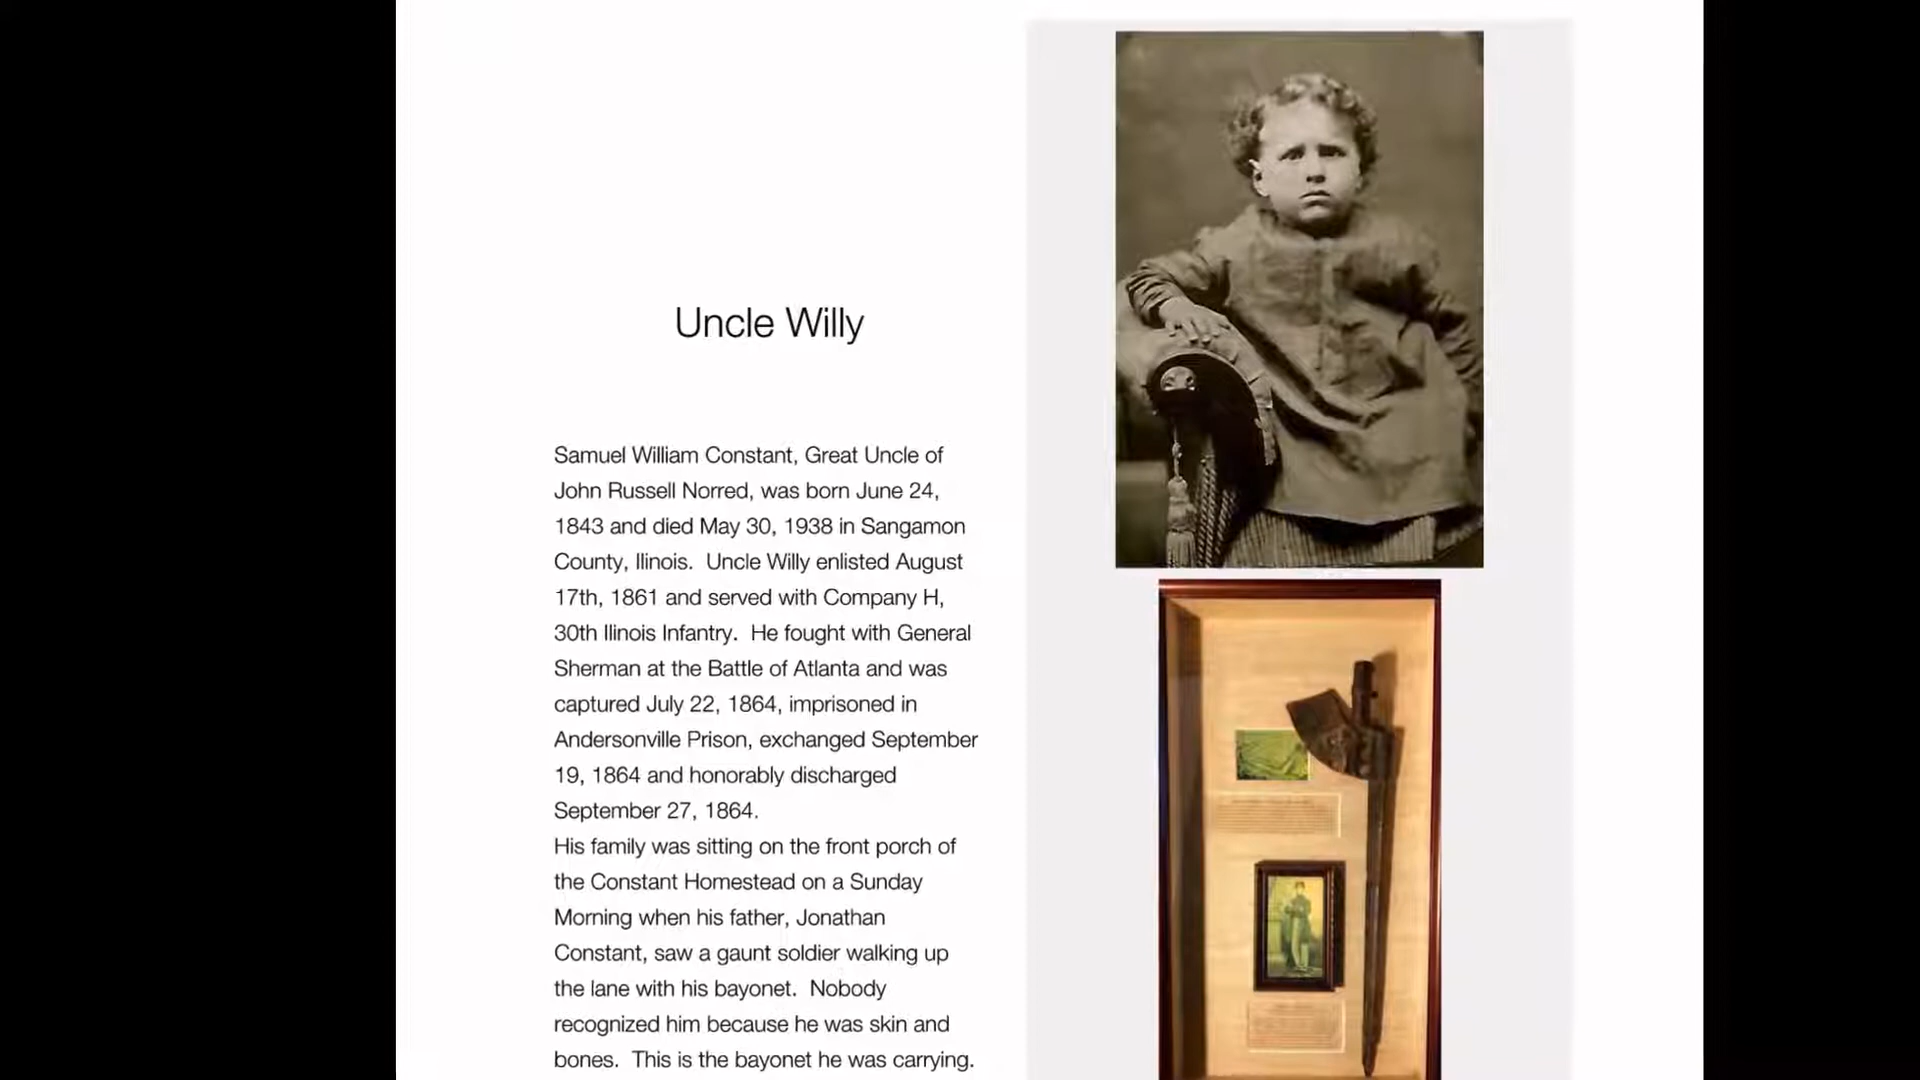 Uncle Willy
Samuel William Constant, Great Uncle of
John Russell Norred, was born June 24,
1843 and died May 30, 1938 in Sangamon
County, Ilinois.  Uncle Willy enlisted August
17th, 1861 and served with Company H,
30th Ilinois Infantry.  He fought with General
Sherman at the Battle of Atlanta and was
captured July 22, 1864, imprisoned in
Andersonville Prison, exchanged September
19, 1864 and honorably discharged
September 27, 1864.
His family was sitting on the front porch of
the Constant Homestead on a Sunday
Morning when his father, Jonathan
Constant, saw a gaunt soldier walking up
the lane with his bayonet.  Nobody
recognized him because he was skin and
bones.  This is the bayonet he was carrying.